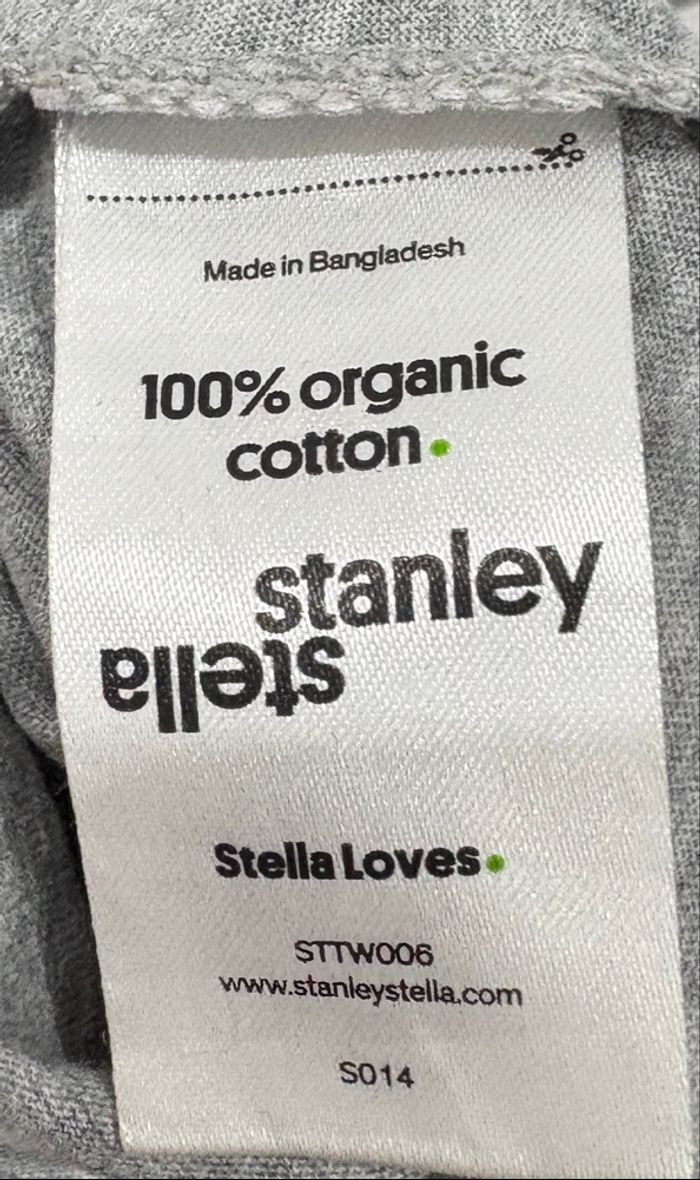 Made in Bangladesh
100% organic
cotton
stanley
stella
Stella Loves
STTW006
www.stanleystella.com
S014